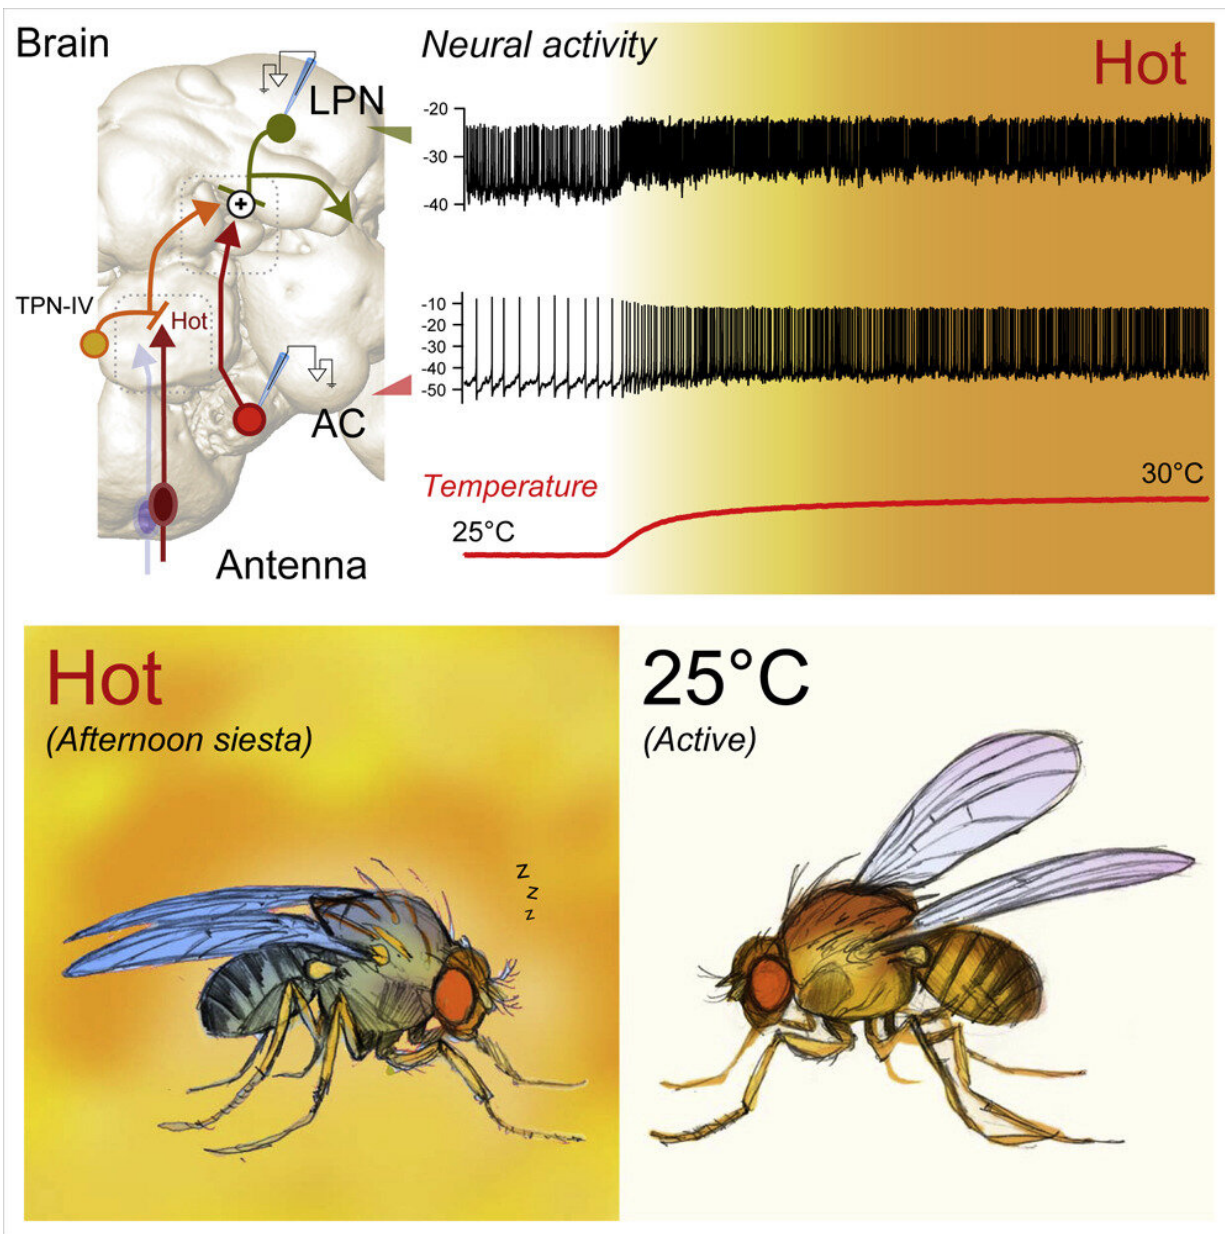 Brain
Neural activity
Hot
LPN
-20
-30
-40
+
TPN-IV
Hot
-10
-20
-30
-40
-50
AC
Temperature
30°C
25°C
Antenna
Hot
(Afternoon siesta)
z
z
z
25°C
(Active)